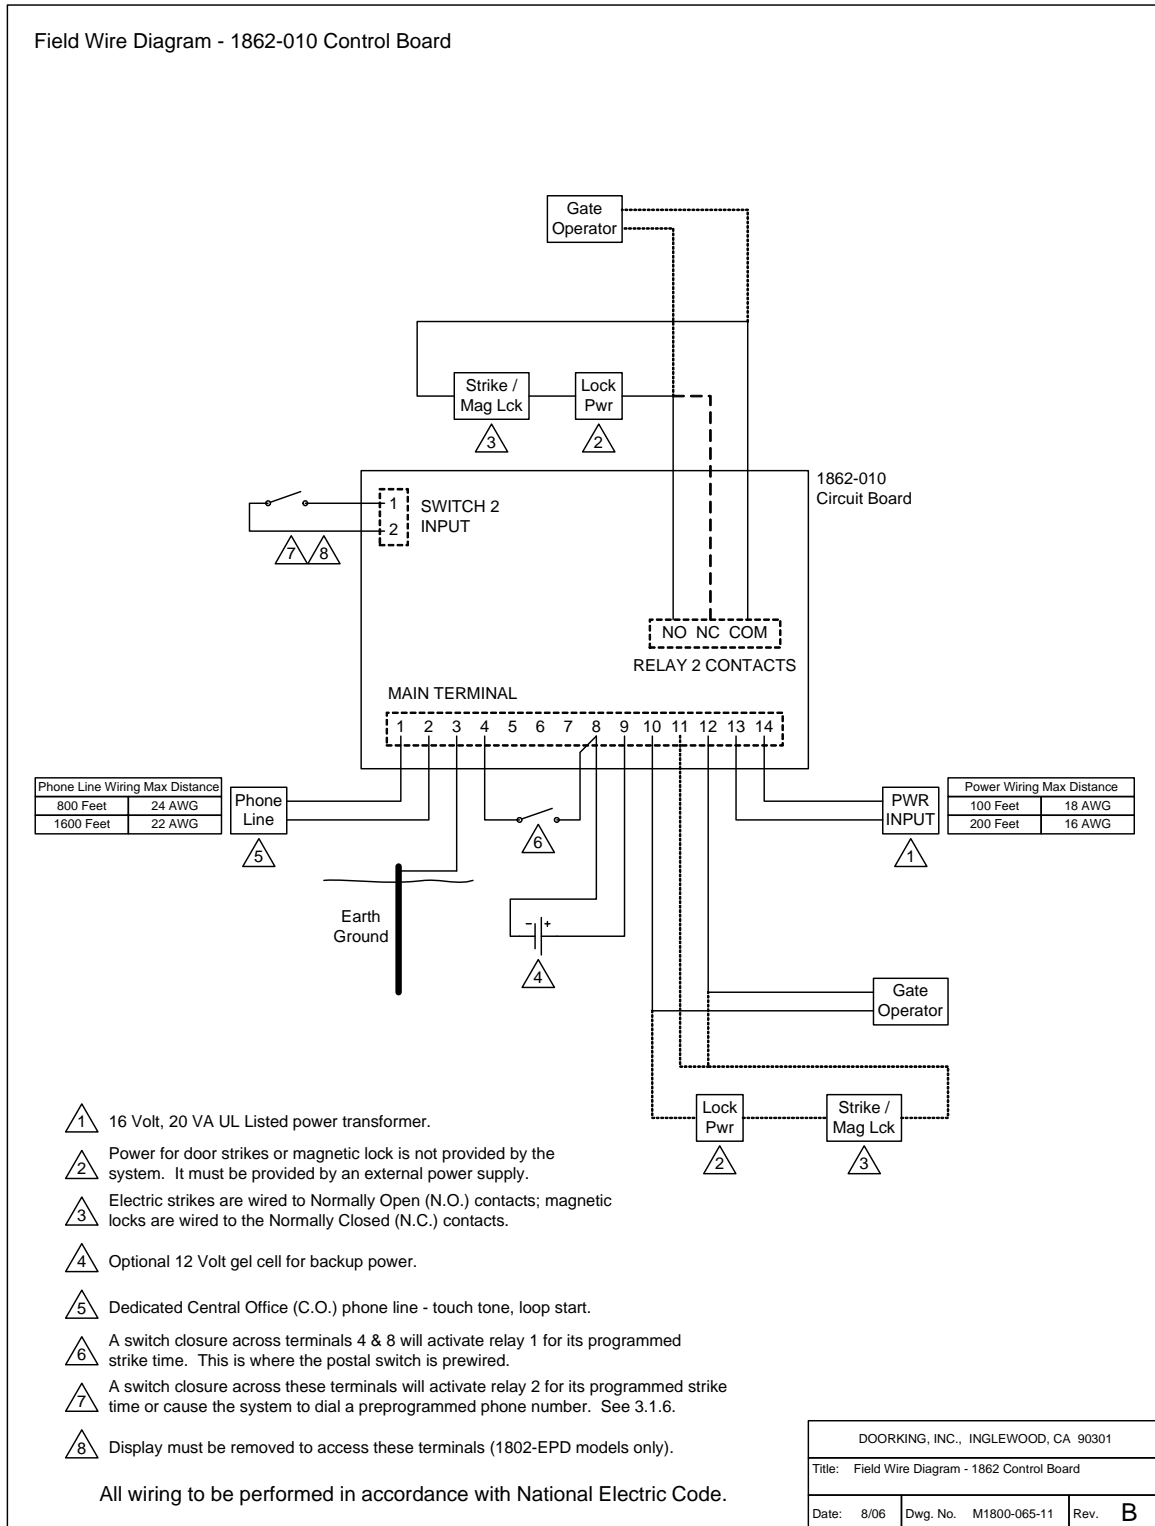 Field Wire Diagram - 1862-010 Control Board
Gate
Operator
Strike /
Mag Lck
3
Lock
Pwr
2
1862-010
Circuit Board
1
2
SWITCH 2
INPUT
7
8
NO NC COM
RELAY 2 CONTACTS
MAIN TERMINAL
1 2 3 4 5 6 7 8 9 10 11 12 13 14
Phone Line Wiring Max Distance
800 Feet 24 AWG
1600 Feet 22 AWG
Phone
Line
5
6
PWR
INPUT
1
Power Wiring Max Distance
100 Feet 18 AWG
200 Feet 16 AWG
Earth
Ground
- +
4
Gate
Operator
Lock
Pwr
2
Strike /
Mag Lck
3
1 16 Volt, 20 VA UL Listed power transformer.
2 Power for door strikes or magnetic lock is not provided by the
system. It must be provided by an external power supply.
3 Electric strikes are wired to Normally Open (N.O.) contacts; magnetic
locks are wired to the Normally Closed (N.C.) contacts.
4 Optional 12 Volt gel cell for backup power.
5 Dedicated Central Office (C.O.) phone line - touch tone, loop start.
6 A switch closure across terminals 4 & 8 will activate relay 1 for its programmed
strike time. This is where the postal switch is prewired.
7 A switch closure across these terminals will activate relay 2 for its programmed strike
time or cause the system to dial a preprogrammed phone number. See 3.1.6.
8 Display must be removed to access these terminals (1802-EPD models only).
All wiring to be performed in accordance with National Electric Code.
DOORKING, INC., INGLEWOOD, CA 90301
Title: Field Wire Diagram - 1862 Control Board
Date: 8/06 Dwg. No. M1800-065-11 Rev. B